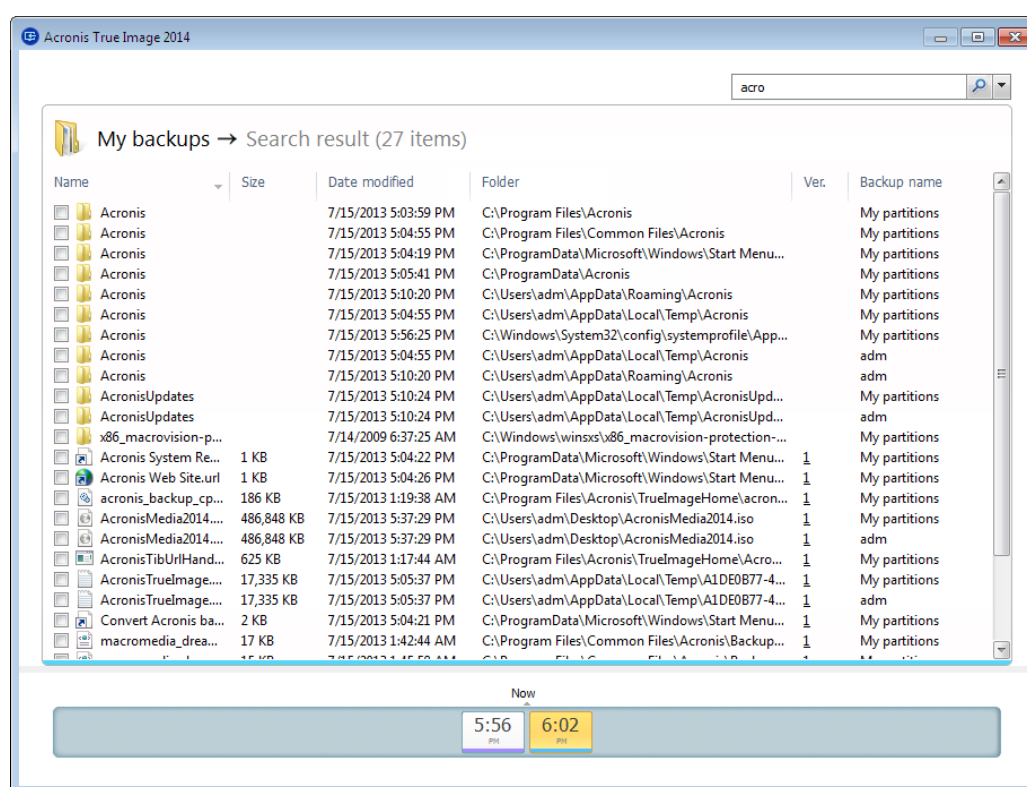 Acronis True Image 2014
acro
My backups → Search result (27 items)
Name Size Date modified Folder Ver. Backup name
Acronis 7/15/2013 5:03:59 PM C:\Program Files\Acronis My partitions
Acronis 7/15/2013 5:04:55 PM C:\Program Files\Common Files\Acronis My partitions
Acronis 7/15/2013 5:04:19 PM C:\ProgramData\Microsoft\Windows\Start Menu... My partitions
Acronis 7/15/2013 5:05:41 PM C:\ProgramData\Acronis My partitions
Acronis 7/15/2013 5:10:20 PM C:\Users\adm\AppData\Roaming\Acronis My partitions
Acronis 7/15/2013 5:04:55 PM C:\Users\adm\AppData\Local\Temp\Acronis My partitions
Acronis 7/15/2013 5:56:25 PM C:\Windows\System32\config\systemprofile\App... My partitions
Acronis 7/15/2013 5:04:55 PM C:\Users\adm\AppData\Local\Temp\Acronis adm
Acronis 7/15/2013 5:10:20 PM C:\Users\adm\AppData\Roaming\Acronis adm
AcronisUpdates 7/15/2013 5:10:24 PM C:\Users\adm\AppData\Local\Temp\AcronisUpd... My partitions
AcronisUpdates 7/15/2013 5:10:24 PM C:\Users\adm\AppData\Local\Temp\AcronisUpd... adm
x86_macrovision-p... 7/14/2009 6:37:25 AM C:\Windows\winsxs\x86_macrovision-protection-... My partitions
Acronis System Re... 1 KB 7/15/2013 5:04:22 PM C:\ProgramData\Microsoft\Windows\Start Menu... 1 My partitions
Acronis Web Site.url 1 KB 7/15/2013 5:04:26 PM C:\ProgramData\Microsoft\Windows\Start Menu... 1 My partitions
acronis_backup_cp... 186 KB 7/15/2013 1:19:38 AM C:\Program Files\Acronis\TrueImageHome\acron... 1 My partitions
AcronisMedia2014.... 486,848 KB 7/15/2013 5:37:29 PM C:\Users\adm\Desktop\AcronisMedia2014.iso 1 My partitions
AcronisMedia2014.... 486,848 KB 7/15/2013 5:37:29 PM C:\Users\adm\Desktop\AcronisMedia2014.iso 1 adm
AcronisTibUrlHand... 625 KB 7/15/2013 1:17:44 AM C:\Program Files\Acronis\TrueImageHome\Acro... 1 My partitions
AcronisTrueImage.... 17,335 KB 7/15/2013 5:05:37 PM C:\Users\adm\AppData\Local\Temp\A1DE0B77-4... 1 My partitions
AcronisTrueImage.... 17,335 KB 7/15/2013 5:05:37 PM C:\Users\adm\AppData\Local\Temp\A1DE0B77-4... 1 adm
Convert Acronis ba... 2 KB 7/15/2013 5:04:21 PM C:\ProgramData\Microsoft\Windows\Start Menu... 1 My partitions
macromedia_drea... 17 KB 7/15/2013 1:42:44 AM C:\Program Files\Common Files\Acronis\Backup... 1 My partitions
Now
5:56 6:02
PM PM